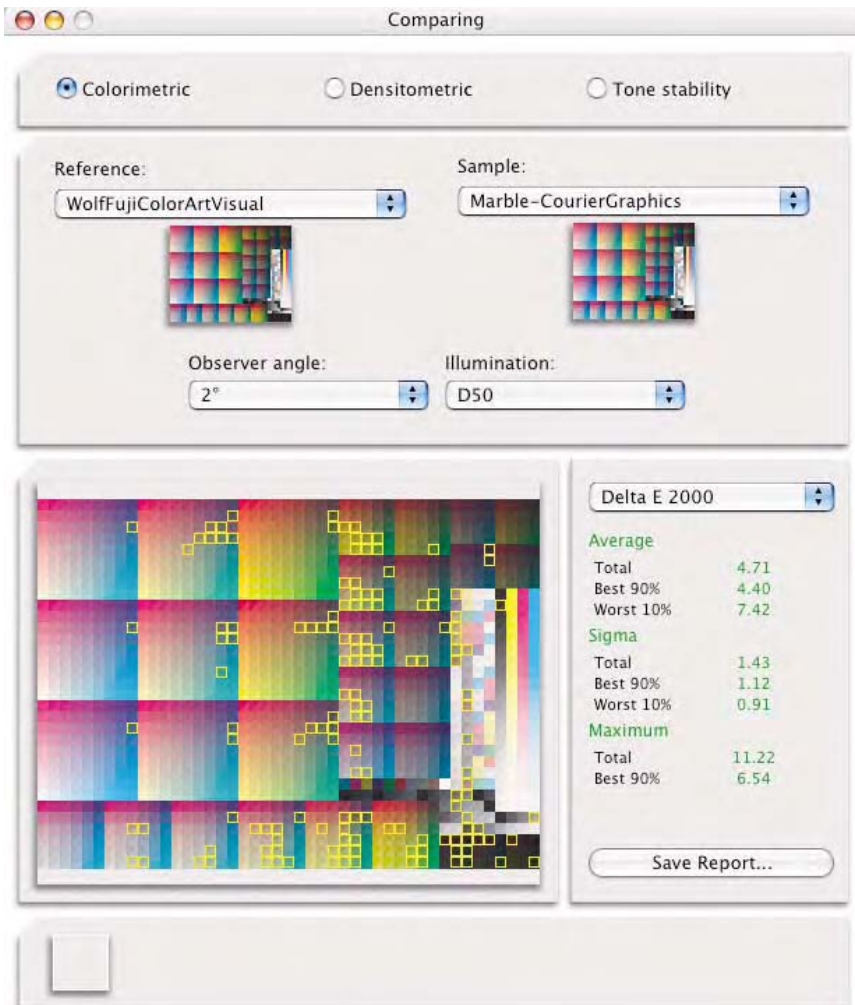 Comparing
Colorimetric
Densitometric
Tone stability
Reference:
Sample:
WolfFujiColorArtVisual
Marble-CourierGraphics
Observer angle:
Illumination:
2°
D50
Delta E 2000
Average
Total 4.71
Best 90% 4.40
Worst 10% 7.42
Sigma
Total 1.43
Best 90% 1.12
Worst 10% 0.91
Maximum
Total 11.22
Best 90% 6.54
Save Report...